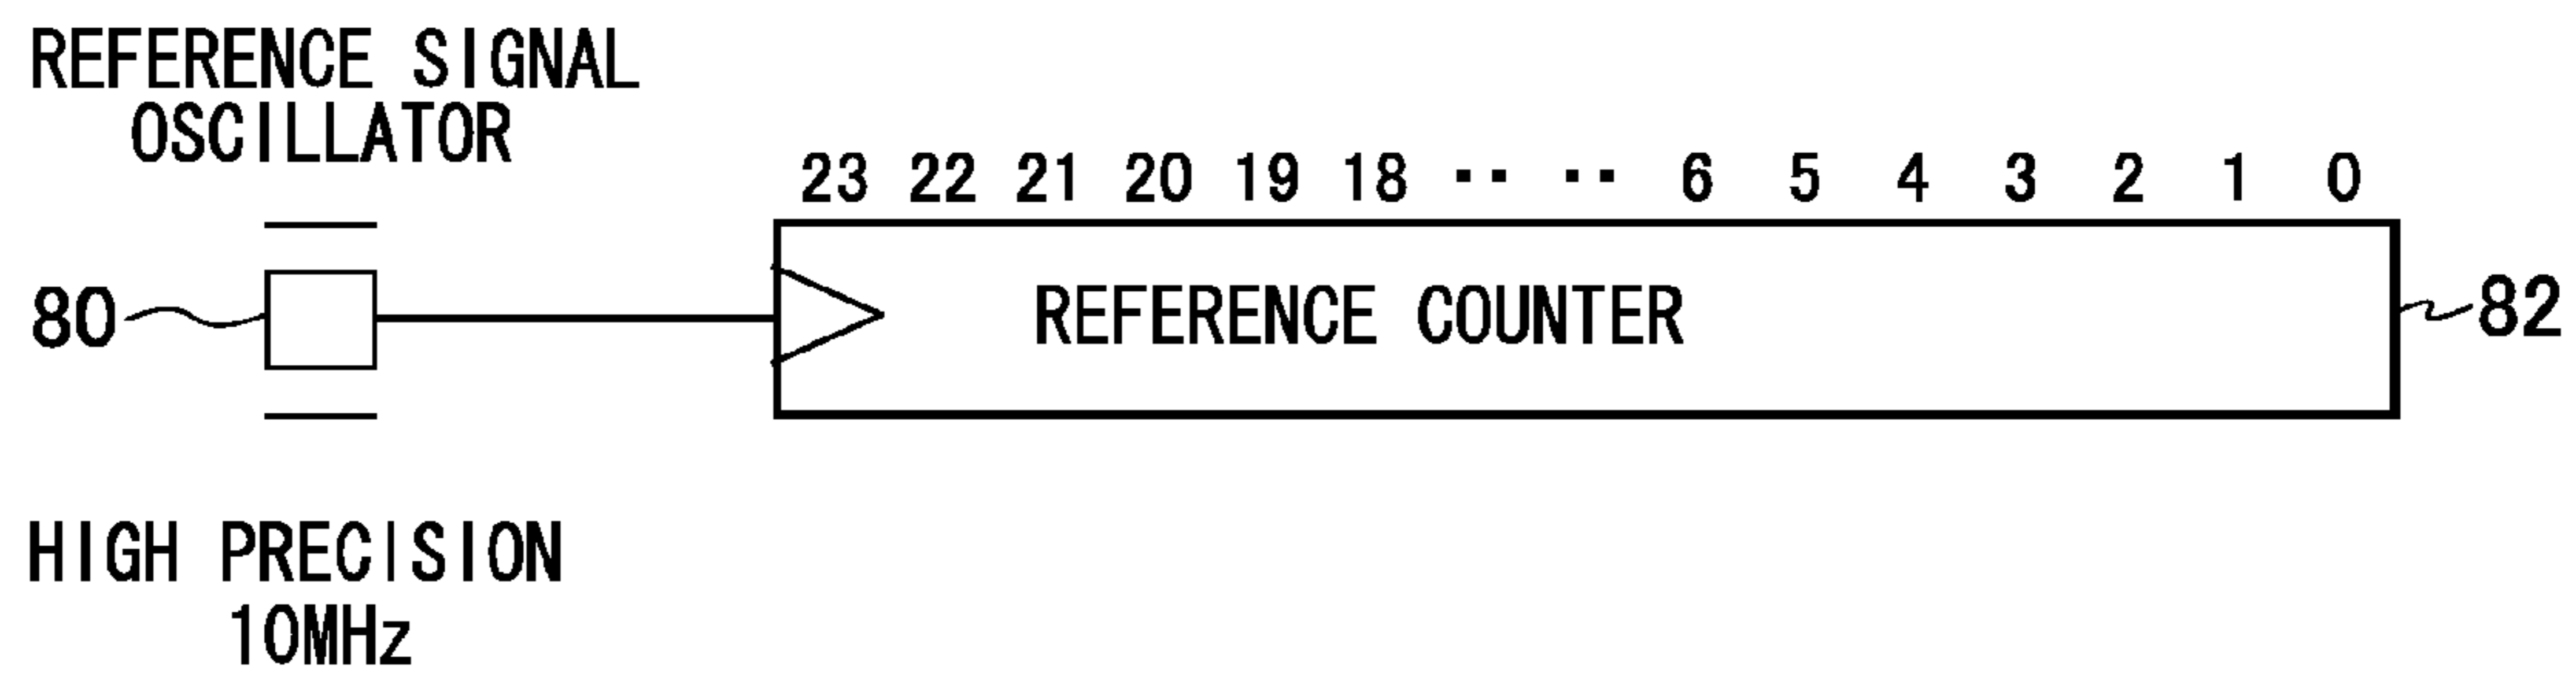 REFERENCE SIGNAL
OSCILLATOR
23 22 21 20 19 18 ·· ·· 6 5 4 3 2 1 0
80
REFERENCE COUNTER
82
HIGH PRECISION
10MHz